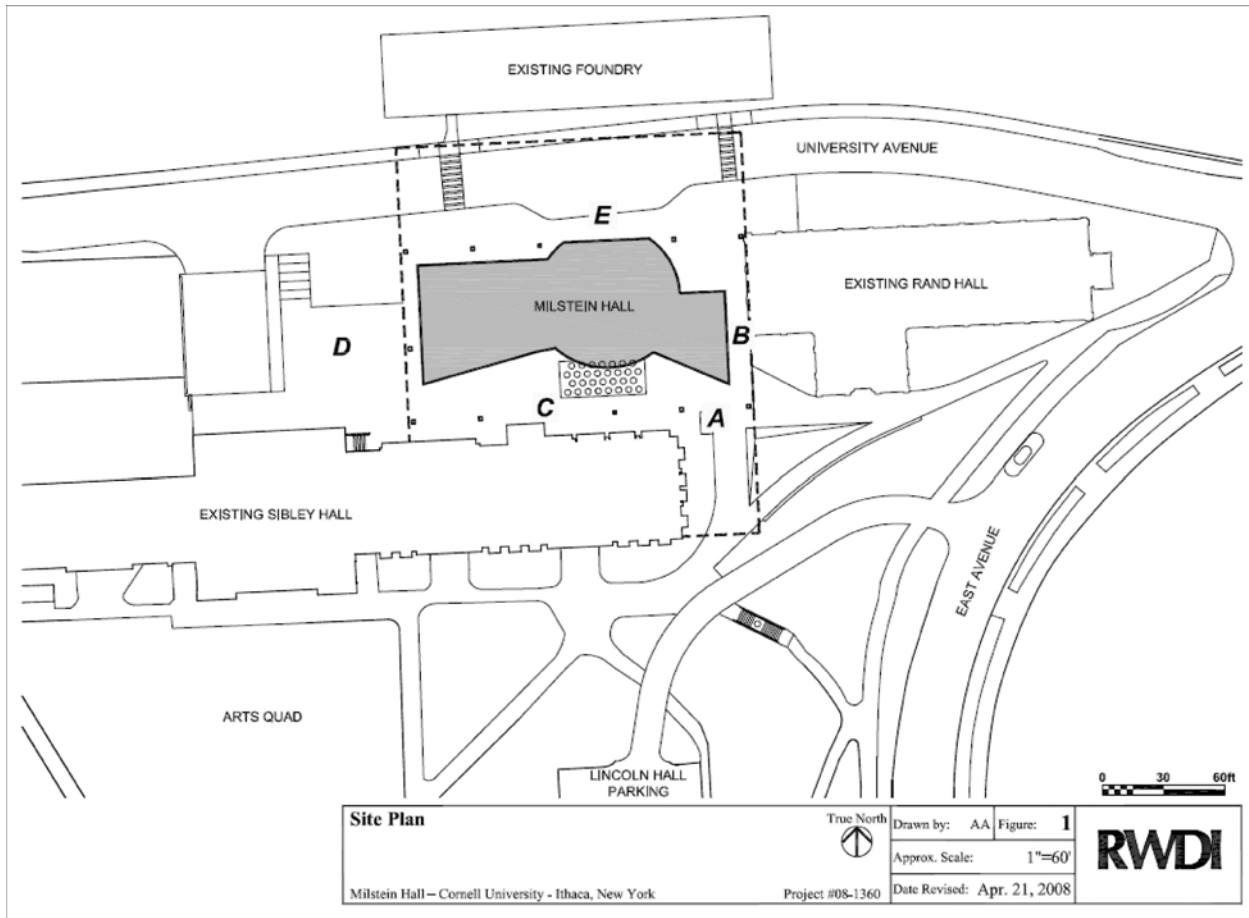 EXISTING FOUNDRY
UNIVERSITY AVENUE
E
EXISTING RAND HALL
MILSTEIN HALL
B
D
C
A
EXISTING SIBLEY HALL
EAST AVENUE
ARTS QUAD
LINCOLN HALL
PARKING
0 30 60ft
Site Plan
True North
Drawn by: AA
Figure: 1
Approx. Scale: 1"=60'
Milstein Hall – Cornell University - Ithaca, New York
Project #08-1360
Date Revised: Apr. 21, 2008
RWDI